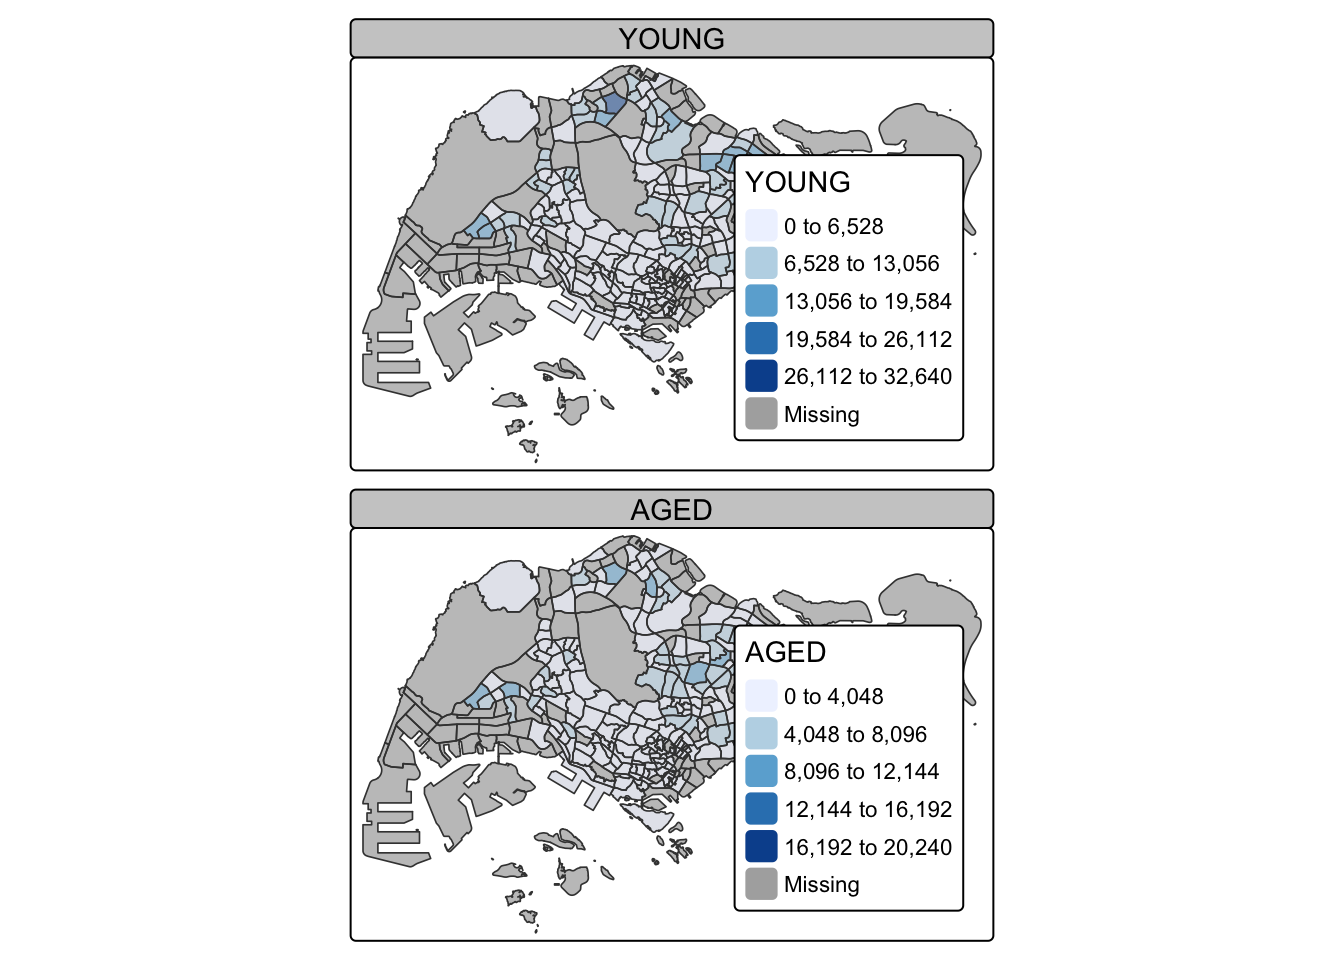 YOUNG
YOUNG
0 to 6,528
6,528 to 13,056
13,056 to 19,584
19,584 to 26,112
26,112 to 32,640
Missing
AGED
AGED
0 to 4,048
4,048 to 8,096
8,096 to 12,144
12,144 to 16,192
16,192 to 20,240
Missing